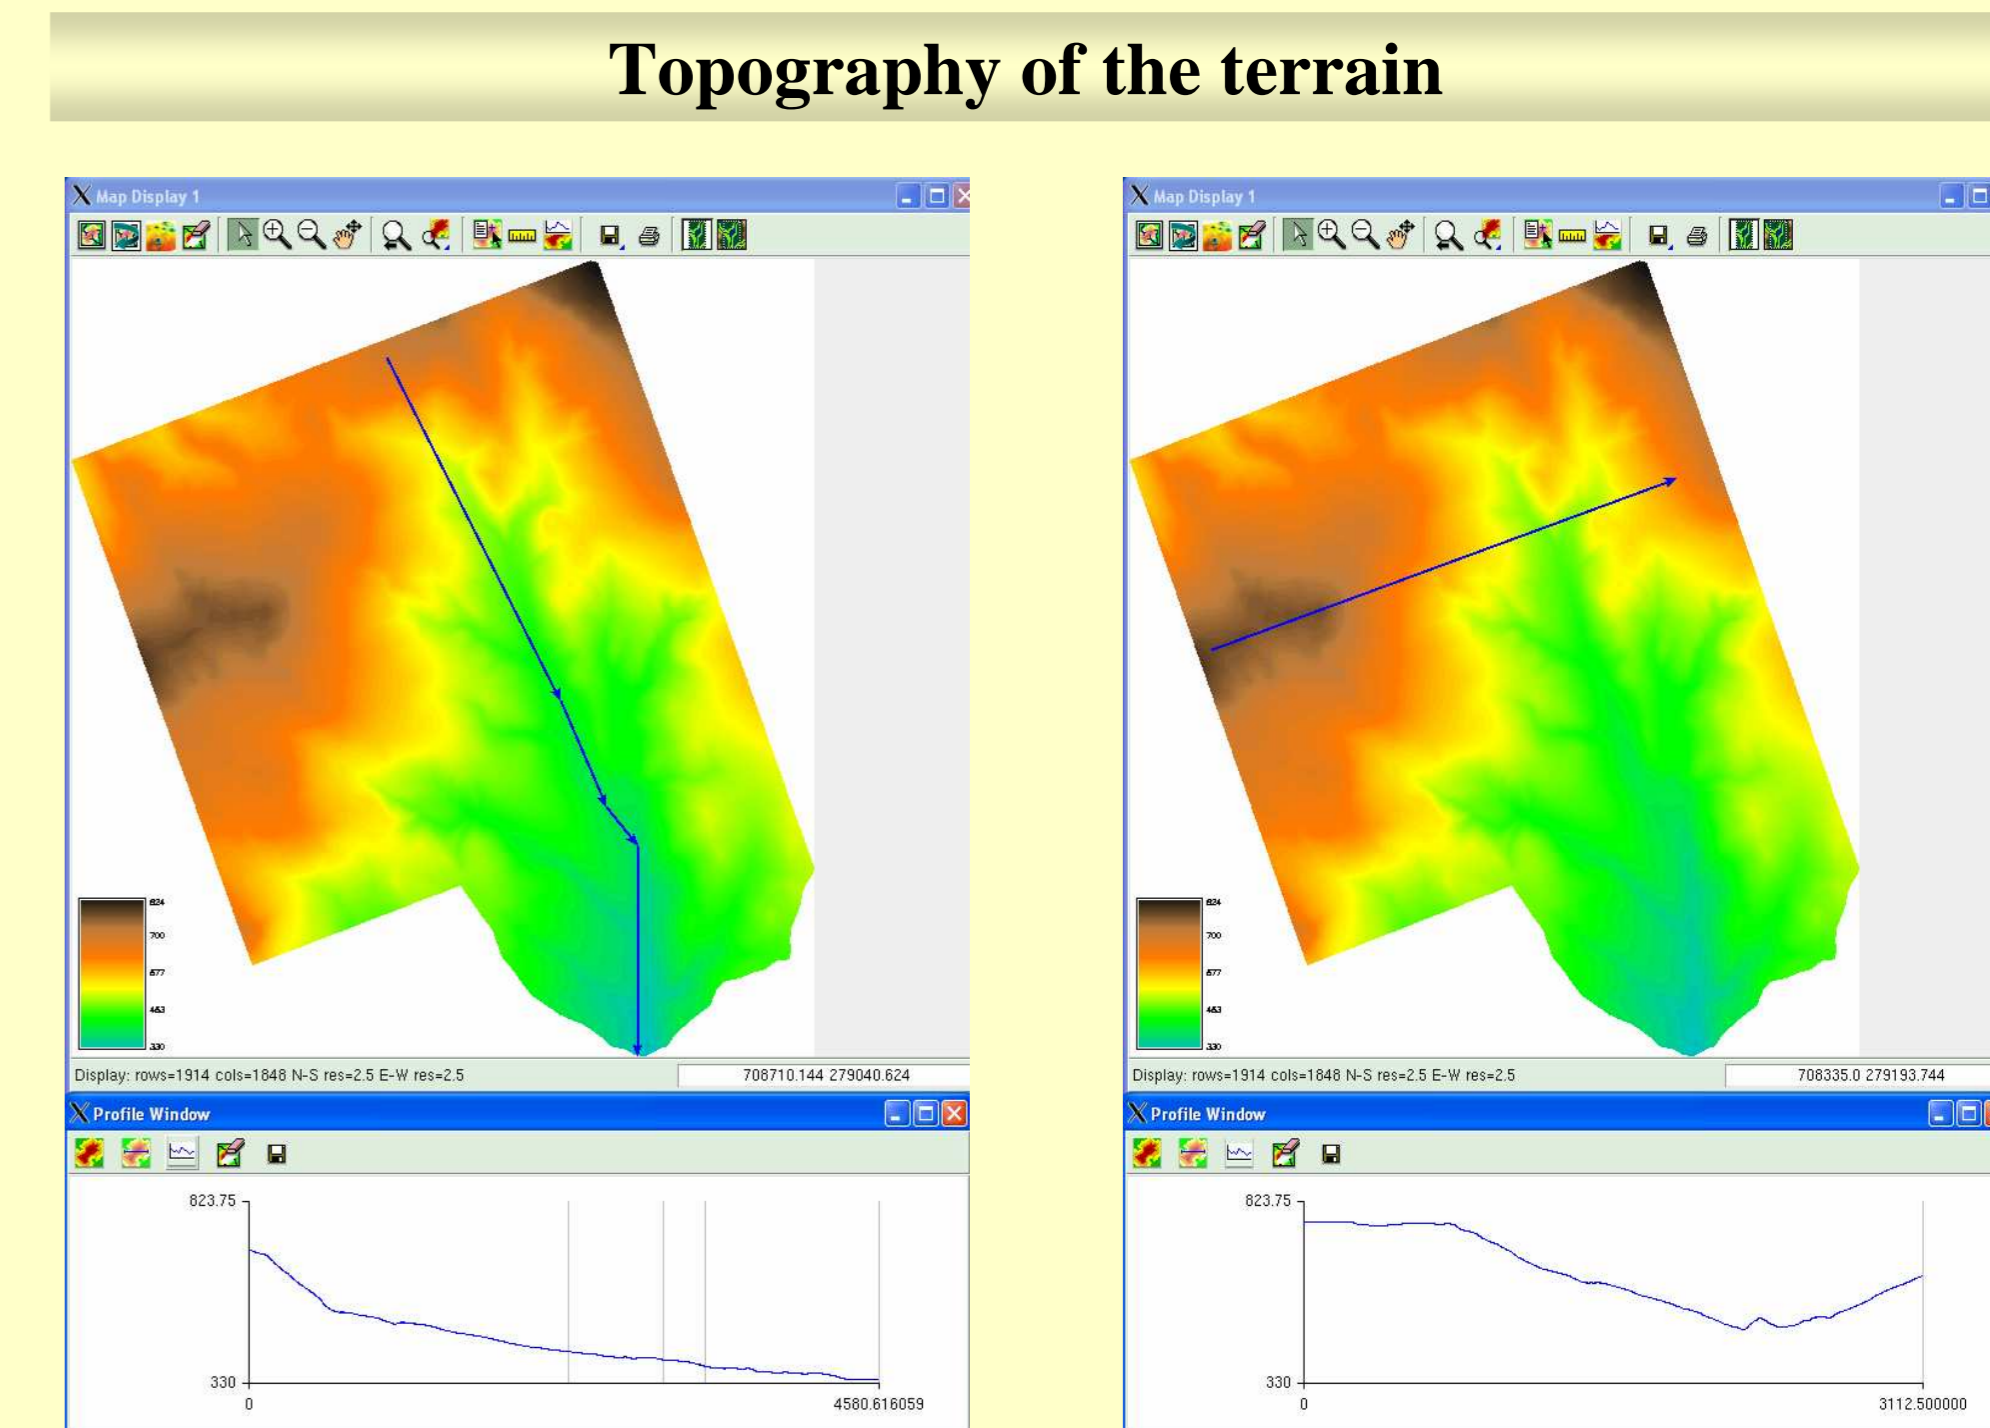 Topography of the terrain
X Map Display 1
824
700
577
453
330
Display: rows=1914 cols=1848 N-S res=2.5 E-W res=2.5
708710.144 279040.624
X Profile Window
823.75
330
0
4580.616059
X Map Display 1
824
700
577
453
330
Display: rows=1914 cols=1848 N-S res=2.5 E-W res=2.5
708335.0 279193.744
X Profile Window
823.75
330
0
3112.500000